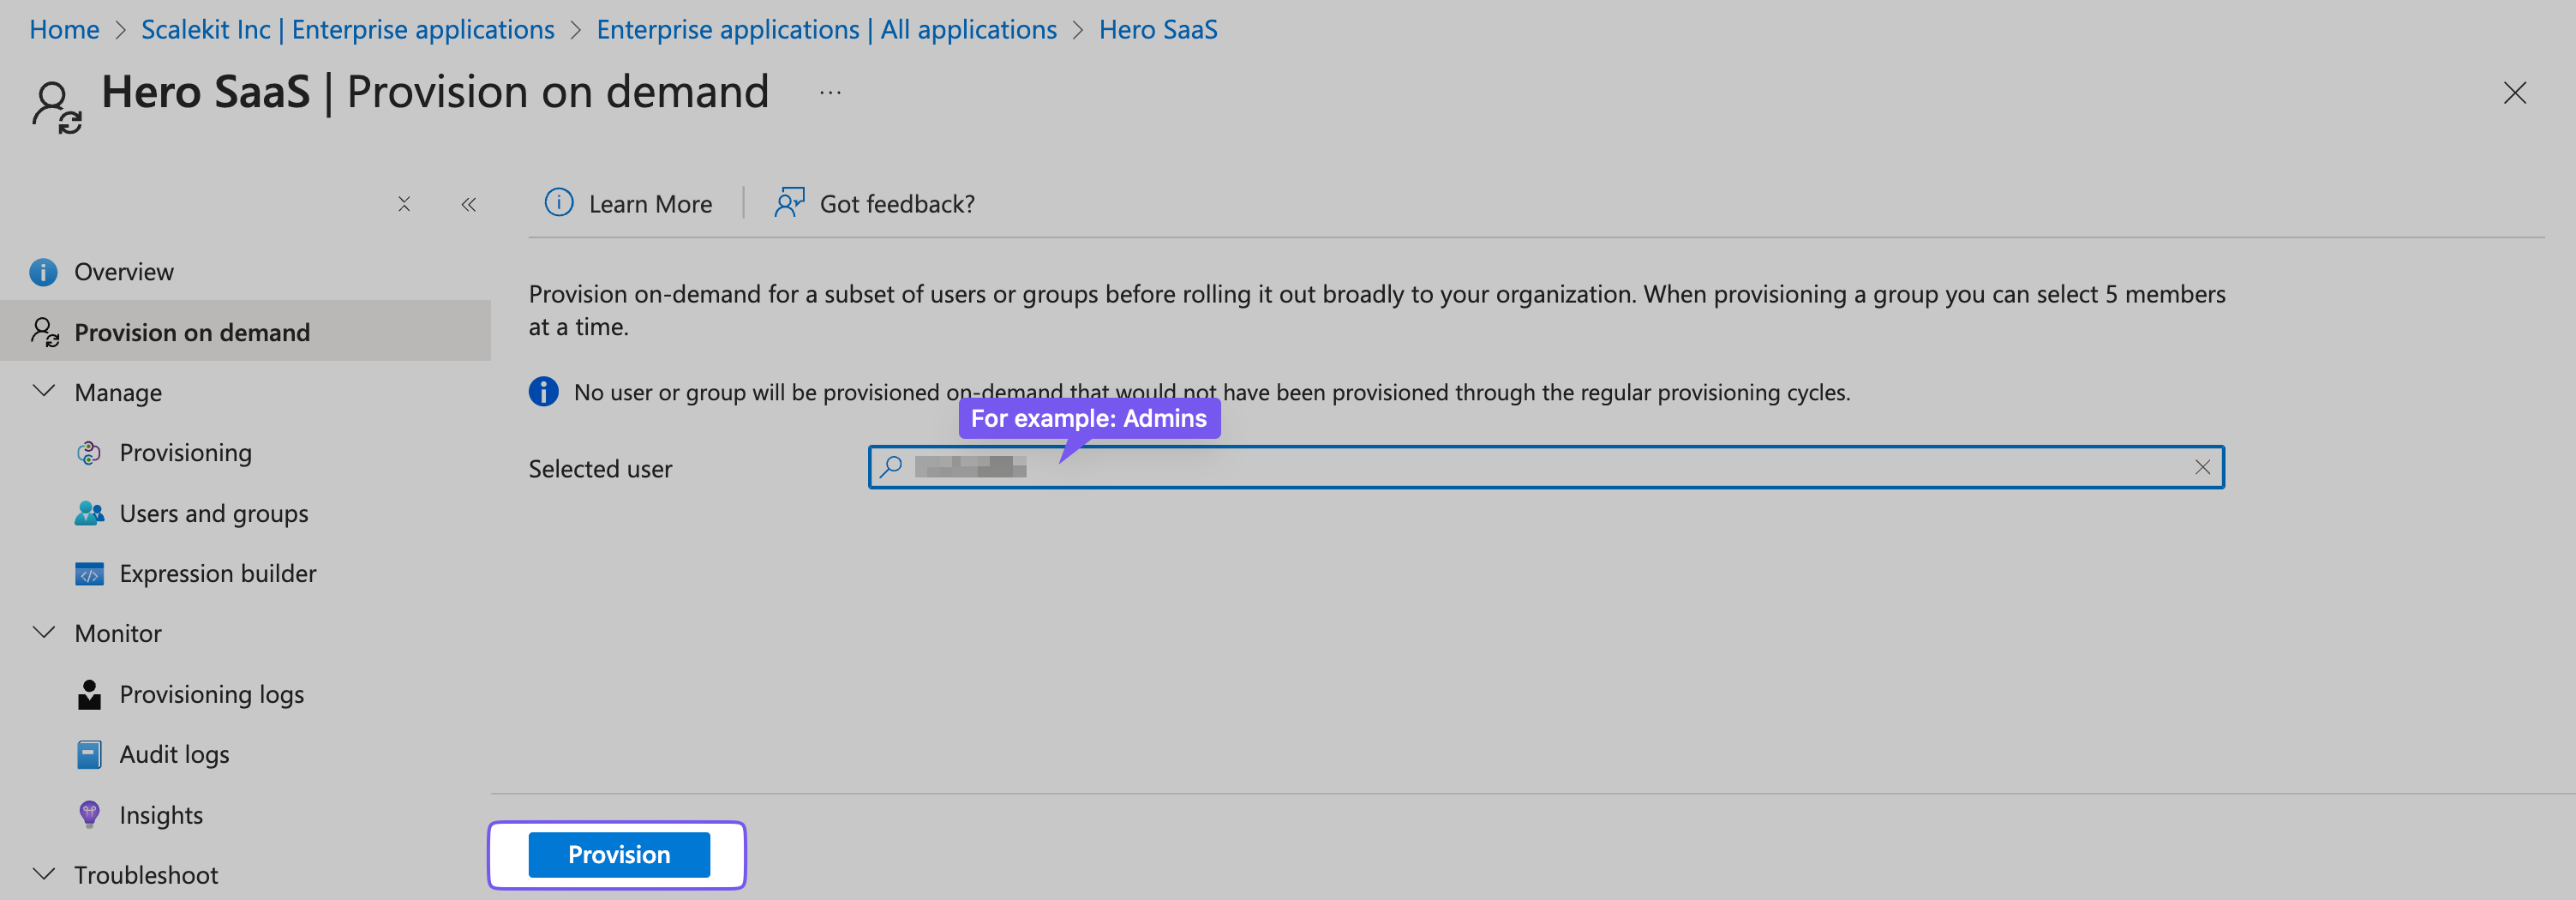 Home > Scalekit Inc | Enterprise applications > Enterprise applications | All applications > Hero SaaS
Hero SaaS | Provision on demand ...
Learn More | Got feedback?
Overview
Provision on demand
Manage
Provisioning
Users and groups
Expression builder
Monitor
Provisioning logs
Audit logs
Insights
Troubleshoot
Provision on-demand for a subset of users or groups before rolling it out broadly to your organization. When provisioning a group you can select 5 members
at a time.
No user or group will be provisioned on-demand that would not have been provisioned through the regular provisioning cycles.
For example: Admins
Selected user
Provision